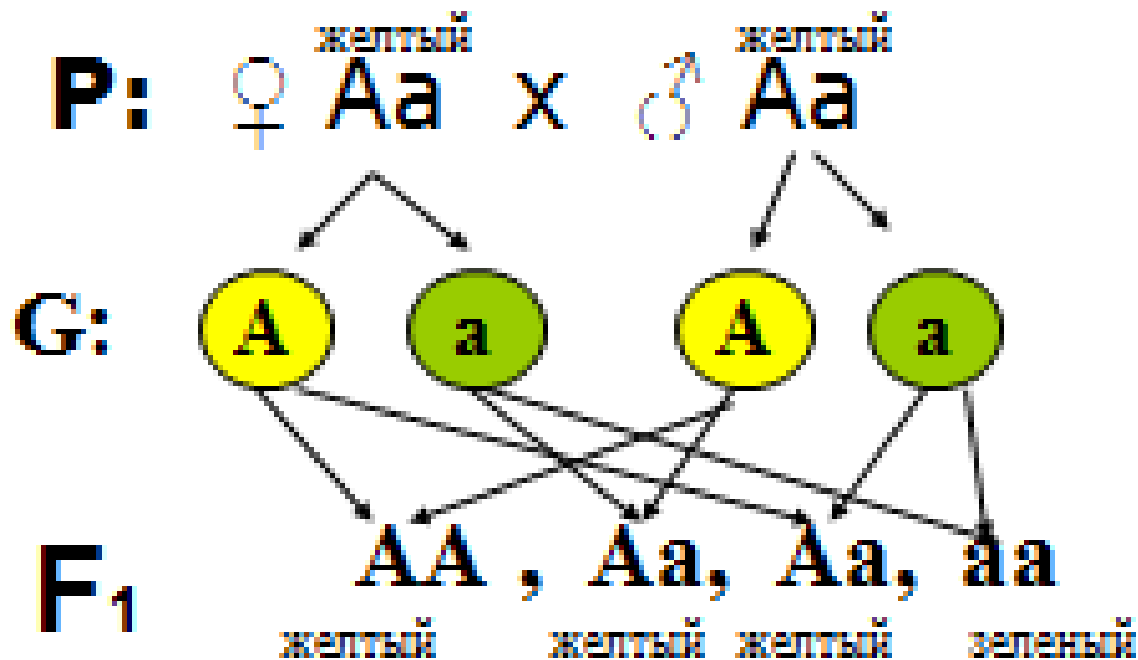 желтый желтый
P: ♀ Aa x ♂ Aa
G: A a A a
F₁ AA , Aa, Aa, aa
желтый желтый желтый зеленый